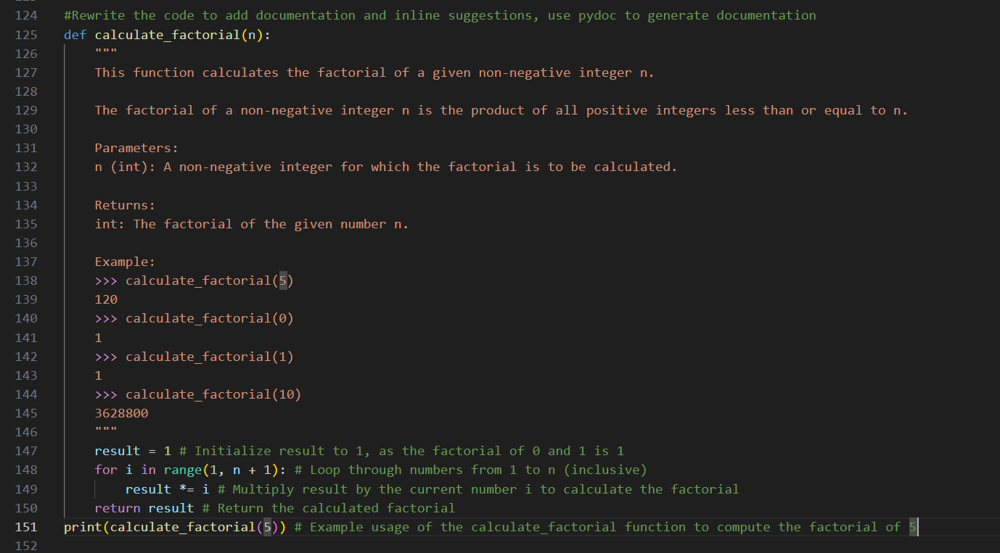 124 #Rewrite the code to add documentation and inline suggestions, use pydoc to generate documentation
125 def calculate_factorial(n):
126     """
127     This function calculates the factorial of a given non-negative integer n.
128
129     The factorial of a non-negative integer n is the product of all positive integers less than or equal to n.
130
131     Parameters:
132     n (int): A non-negative integer for which the factorial is to be calculated.
133
134     Returns:
135     int: The factorial of the given number n.
136
137     Example:
138     >>> calculate_factorial(5)
139     120
140     >>> calculate_factorial(0)
141     1
142     >>> calculate_factorial(1)
143     1
144     >>> calculate_factorial(10)
145     3628800
146     """
147     result = 1 # Initialize result to 1, as the factorial of 0 and 1 is 1
148     for i in range(1, n + 1): # Loop through numbers from 1 to n (inclusive)
149         result *= i # Multiply result by the current number i to calculate the factorial
150     return result # Return the calculated factorial
151 print(calculate_factorial(5)) # Example usage of the calculate_factorial function to compute the factorial of 5
152